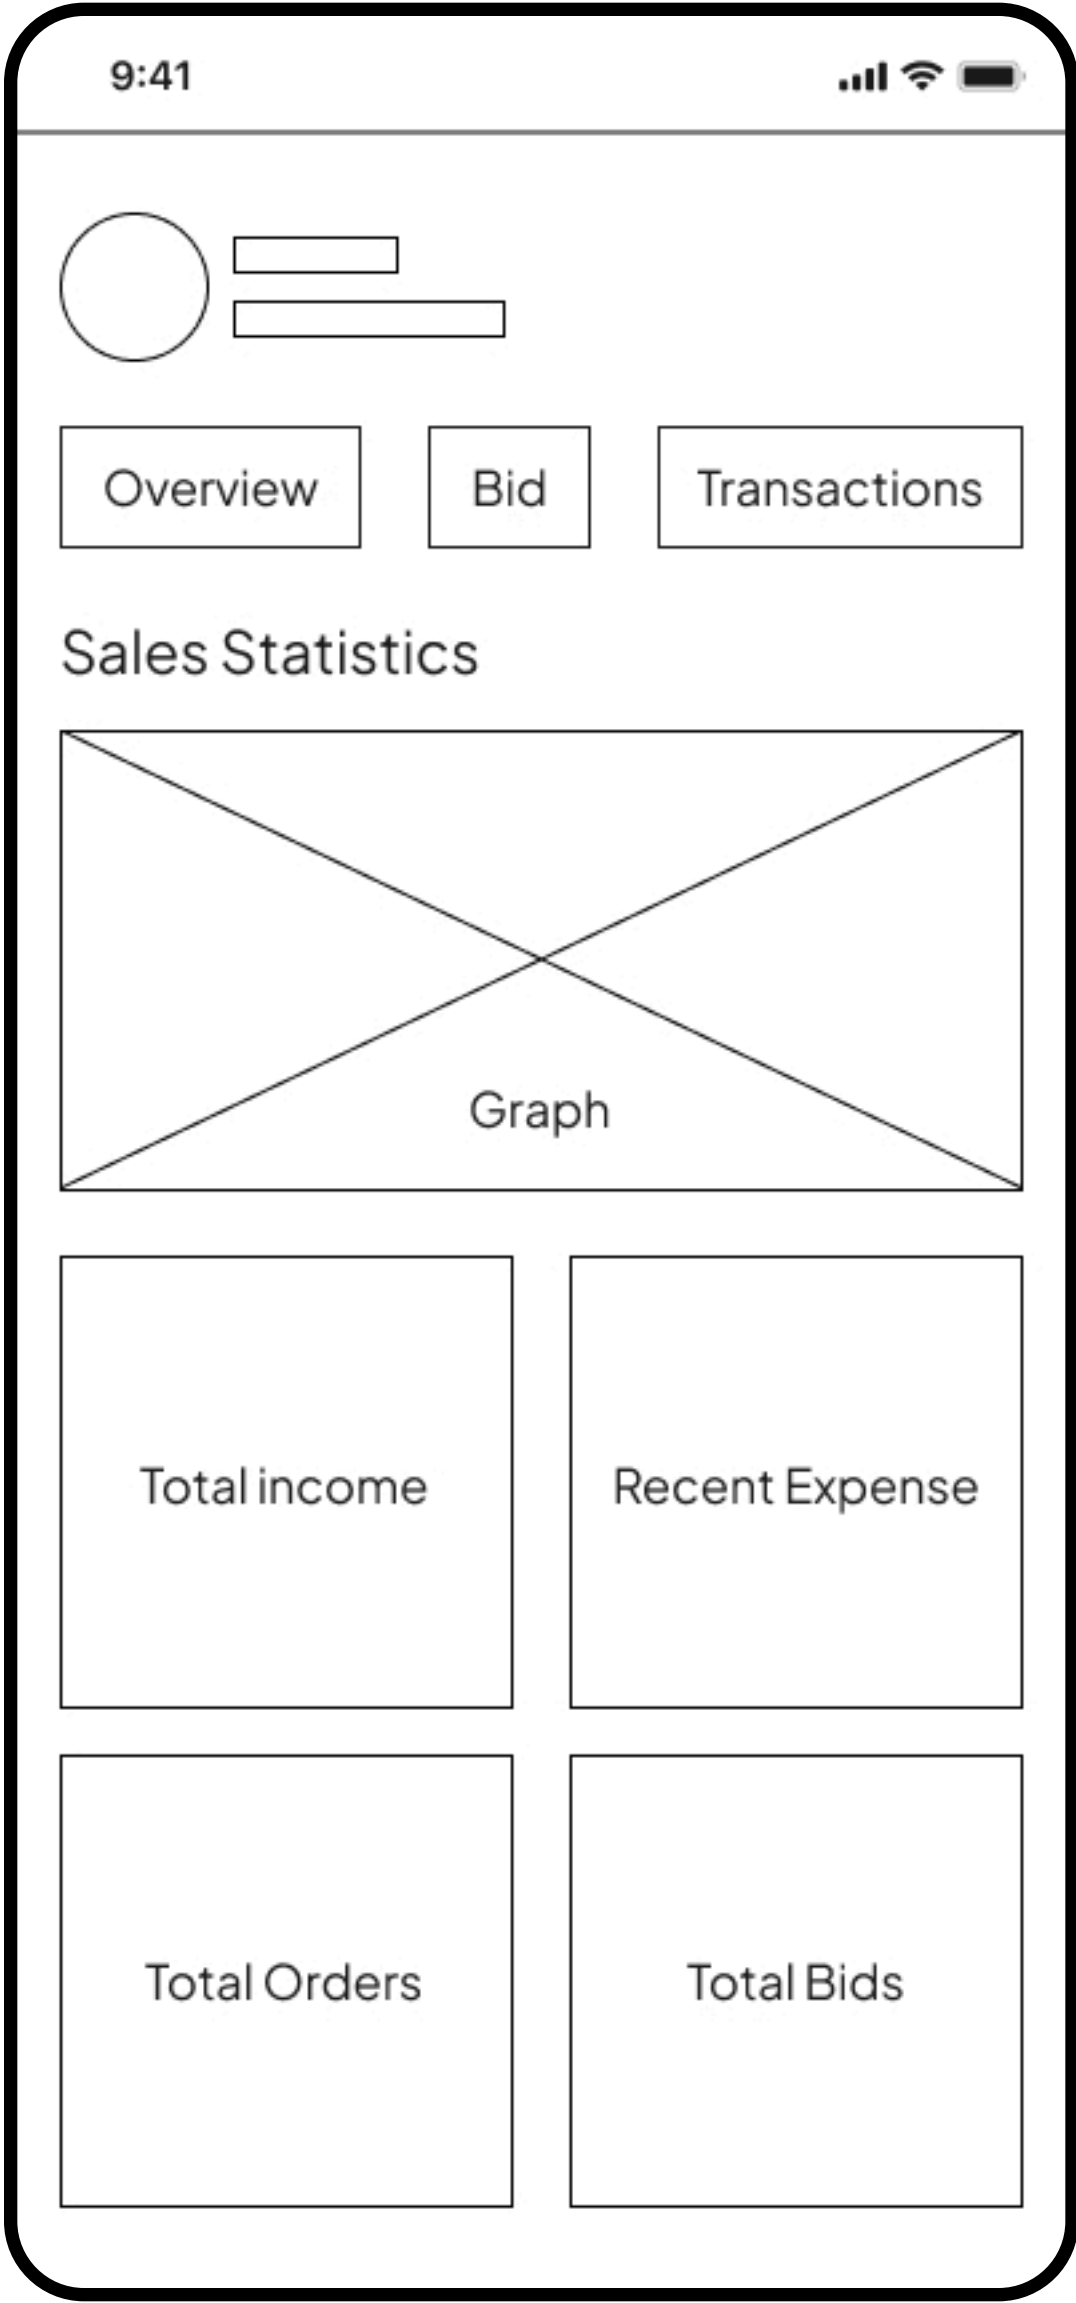 9:41
Overview Bid Transactions
Sales Statistics
Graph
Total income Recent Expense
Total Orders Total Bids